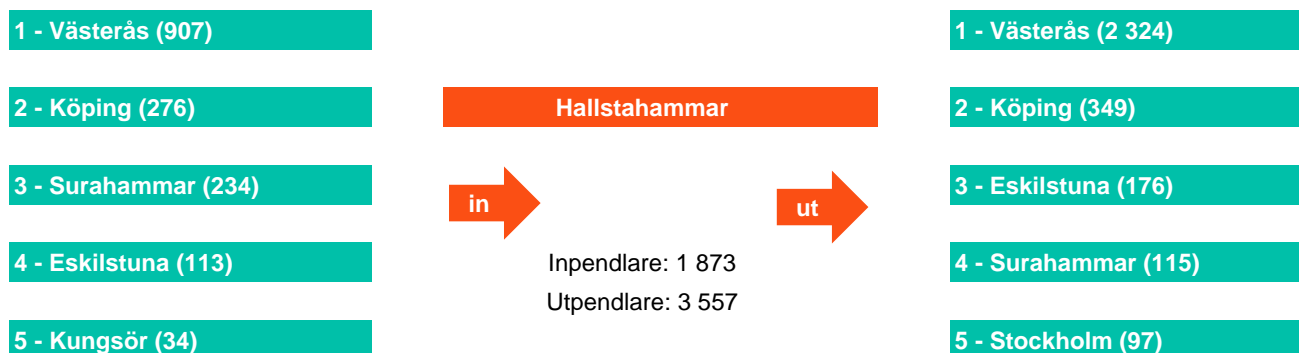 1 - Västerås (907)
2 - Köping (276)
3 - Surahammar (234)
4 - Eskilstuna (113)
5 - Kungsör (34)
Hallstahammar
in
ut
Inpendlare: 1 873
Utpendlare: 3 557
1 - Västerås (2 324)
2 - Köping (349)
3 - Eskilstuna (176)
4 - Surahammar (115)
5 - Stockholm (97)